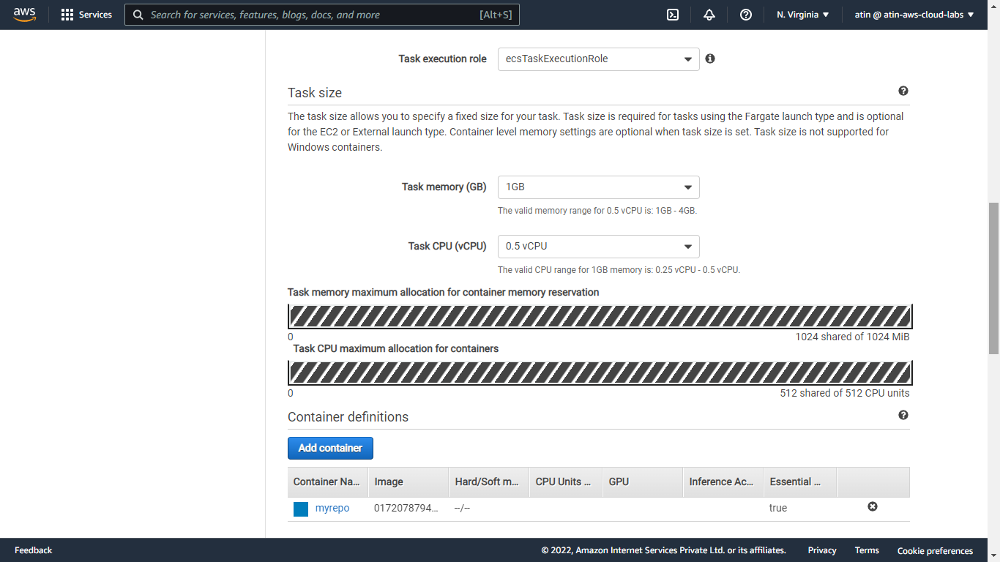 aws Services Search for services, features, blogs, docs, and more [Alt+S] N. Virginia atin @ atin-aws-cloud-labs
Task execution role ecsTaskExecutionRole
Task size
The task size allows you to specify a fixed size for your task. Task size is required for tasks using the Fargate launch type and is optional
for the EC2 or External launch type. Container level memory settings are optional when task size is set. Task size is not supported for
Windows containers.
Task memory (GB) 1GB
The valid memory range for 0.5 vCPU is: 1GB - 4GB.
Task CPU (vCPU) 0.5 vCPU
The valid CPU range for 1GB memory is: 0.25 vCPU - 0.5 vCPU.
Task memory maximum allocation for container memory reservation
0 1024 shared of 1024 MiB
Task CPU maximum allocation for containers
0 512 shared of 512 CPU units
Container definitions
Add container
Container Na... Image Hard/Soft m... CPU Units ... GPU Inference Ac... Essential ...
myrepo 0172078794... --/-- true
Feedback © 2022, Amazon Internet Services Private Ltd. or its affiliates. Privacy Terms Cookie preferences